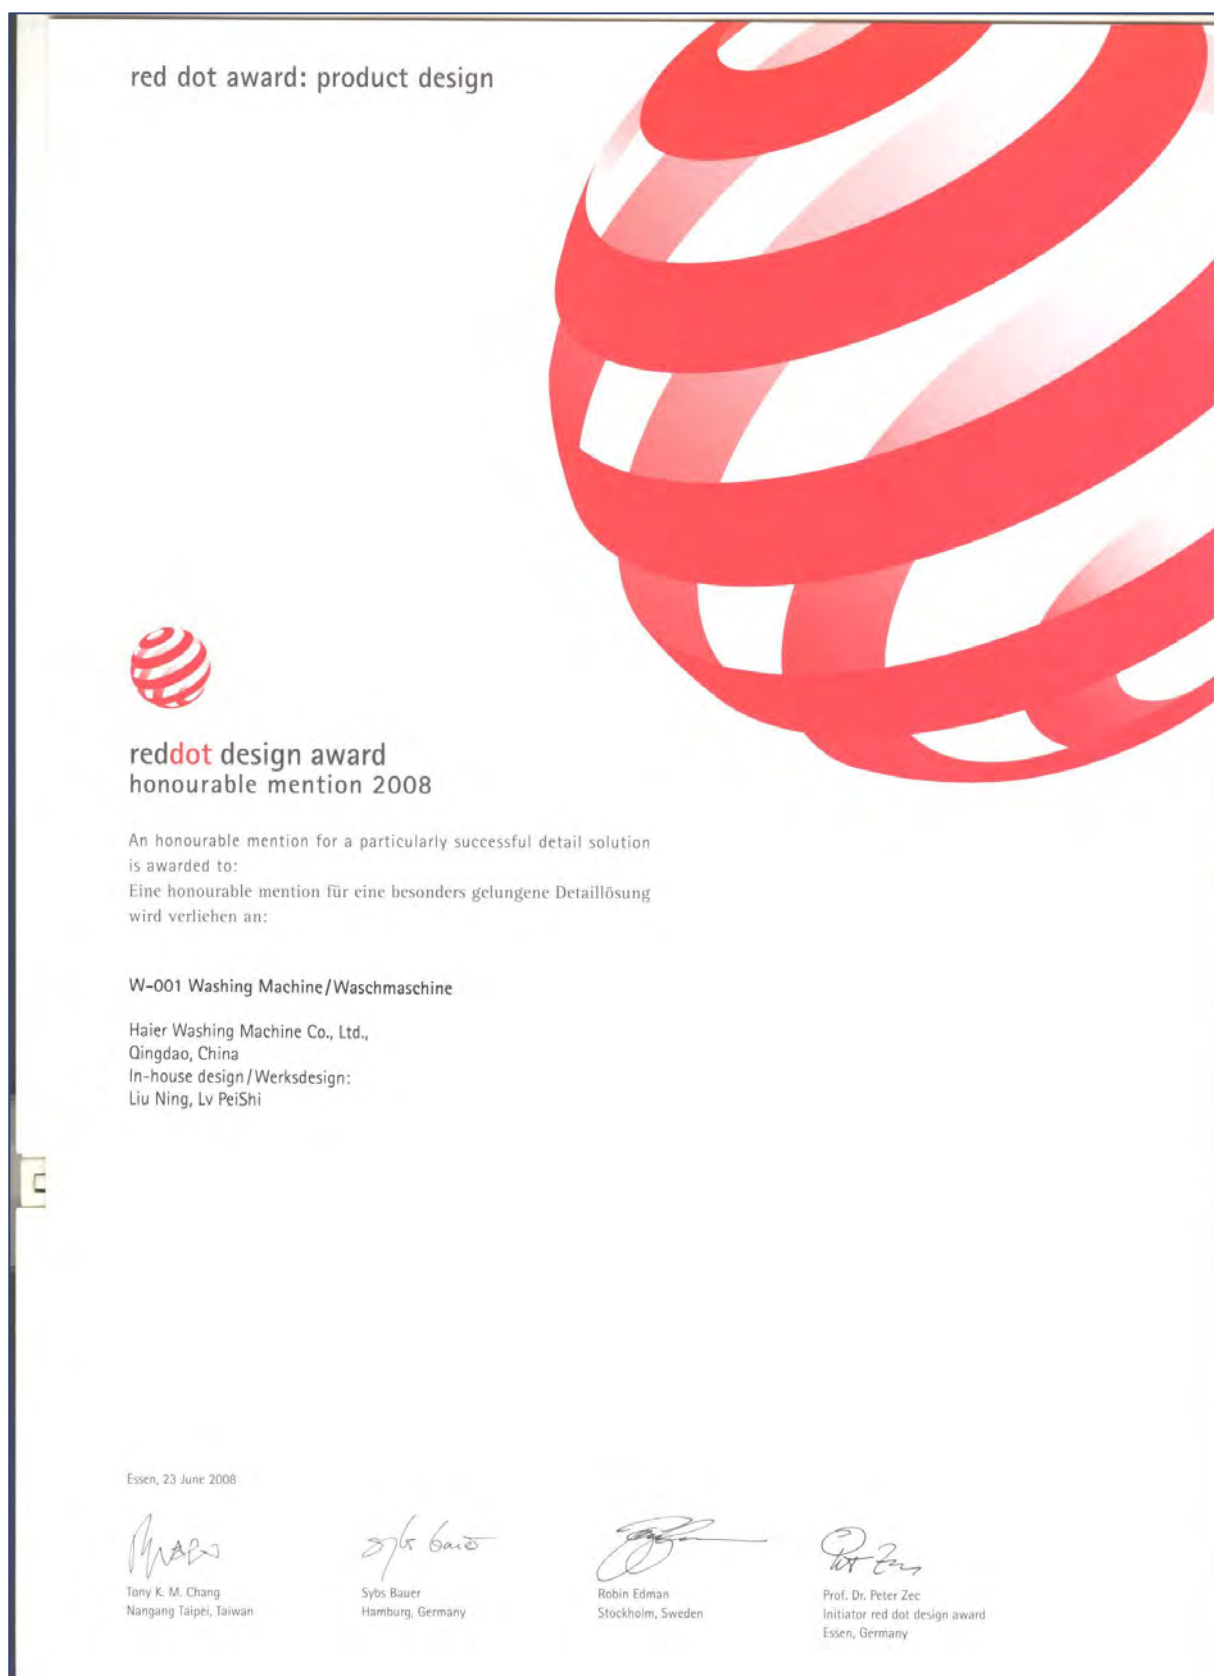 red dot award: product design
reddot design award
honourable mention 2008
An honourable mention for a particularly successful detail solution
is awarded to:
Eine honourable mention für eine besonders gelungene Detaillösung
wird verliehen an:
W-001 Washing Machine/Waschmaschine
Haier Washing Machine Co., Ltd.,
Qingdao, China
In-house design/Werksdesign:
Liu Ning, Lv PeiShi
Essen, 23 June 2008
sybs bauer
Tony K. M. Chang
Nangang Taipei, Taiwan
Sybs Bauer
Hamburg, Germany
Robin Edman
Stockholm, Sweden
Prof. Dr. Peter Zec
Initiator red dot design award
Essen, Germany